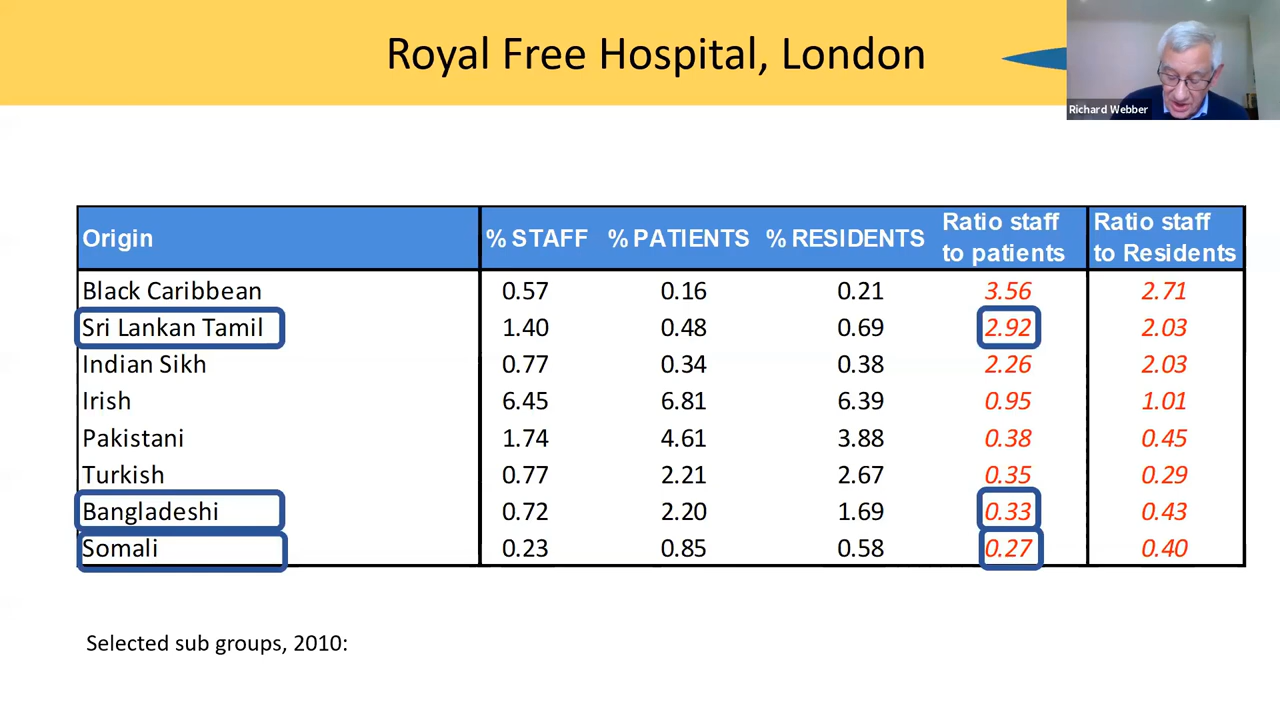 Royal Free Hospital, London
Richard Webber
Origin % STAFF % PATIENTS % RESIDENTS Ratio staff to patients Ratio staff to Residents
Black Caribbean 0.57 0.16 0.21 3.56 2.71
Sri Lankan Tamil 1.40 0.48 0.69 2.92 2.03
Indian Sikh 0.77 0.34 0.38 2.26 2.03
Irish 6.45 6.81 6.39 0.95 1.01
Pakistani 1.74 4.61 3.88 0.38 0.45
Turkish 0.77 2.21 2.67 0.35 0.29
Bangladeshi 0.72 2.20 1.69 0.33 0.43
Somali 0.23 0.85 0.58 0.27 0.40
Selected sub groups, 2010: